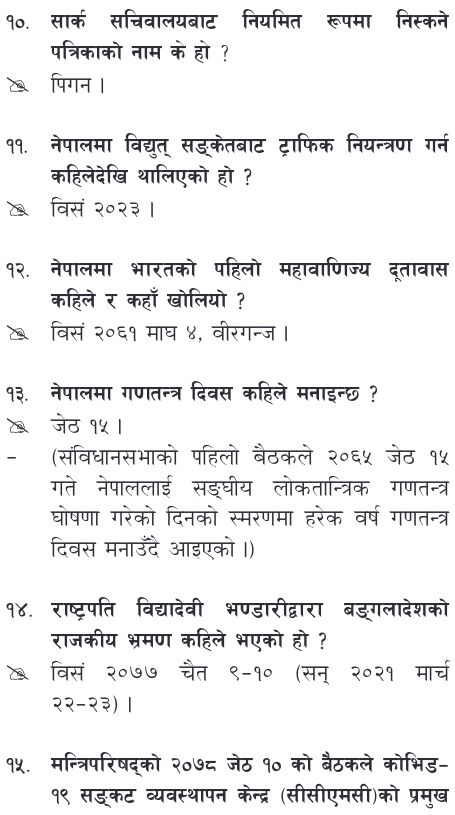 १०. सार्क सचिवालयबाट नियमित रूपमा निस्कने
पत्रिकाको नाम के हो ?
पिगन ।
११. नेपालमा विद्युत् सङ्केतबाट ट्राफिक नियन्त्रण गर्न
कहिलेदेखि थालिएको हो ?
विसं २०२३ ।
१२. नेपालमा भारतको पहिलो महावाणिज्य दूतावास
कहिले र कहाँ खोलियो ?
विसं २०६१ माघ ४, वीरगन्ज ।
१३. नेपालमा गणतन्त्र दिवस कहिले मनाइन्छ ?
जेठ १५ ।
– (संविधानसभाको पहिलो बैठकले २०६५ जेठ १५
गते नेपाललाई सङ्घीय लोकतान्त्रिक गणतन्त्र
घोषणा गरेको दिनको स्मरणमा हरेक वर्ष गणतन्त्र
दिवस मनाउँदै आइएको ।)
१४. राष्ट्रपति विद्यादेवी भण्डारीद्वारा बङ्गलादेशको
राजकीय भ्रमण कहिले भएको हो ?
विसं २०७७ चैत ९-१० (सन् २०२१ मार्च
२२-२३) ।
१५. मन्त्रिपरिषद्को २०७८ जेठ १० को बैठकले कोभिड-
१९ सङ्कट व्यवस्थापन केन्द्र (सीसीएमसी)को प्रमुख